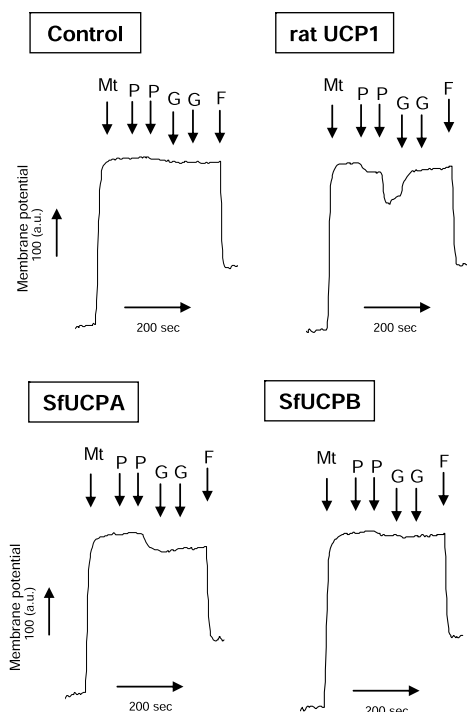 Control
Mt P P G G F
Membrane potential
100 (a.u.)
200 sec
rat UCP1
Mt P P G G F
200 sec
SfUCPA
Mt P P G G F
Membrane potential
100 (a.u.)
200 sec
SfUCPB
Mt P P G G F
200 sec